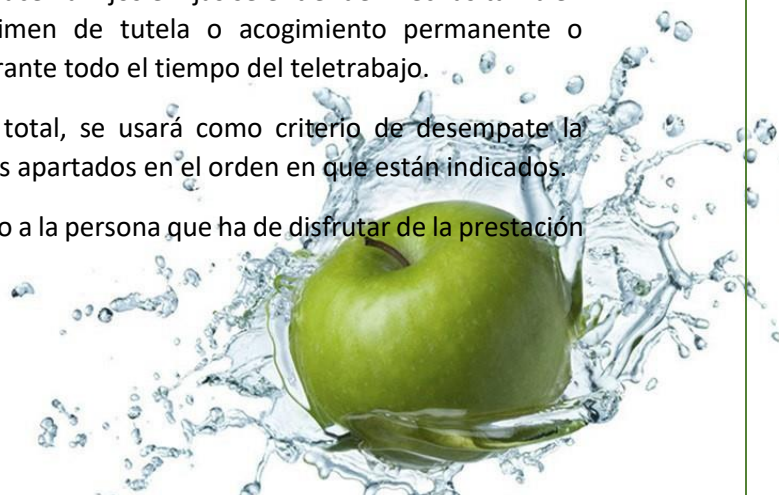 imen de tutela o acogimiento permanente o
rante todo el tiempo del teletrabajo.
total, se usará como criterio de desempate la
s apartados en el orden en que están indicados.
o a la persona que ha de disfrutar de la prestación